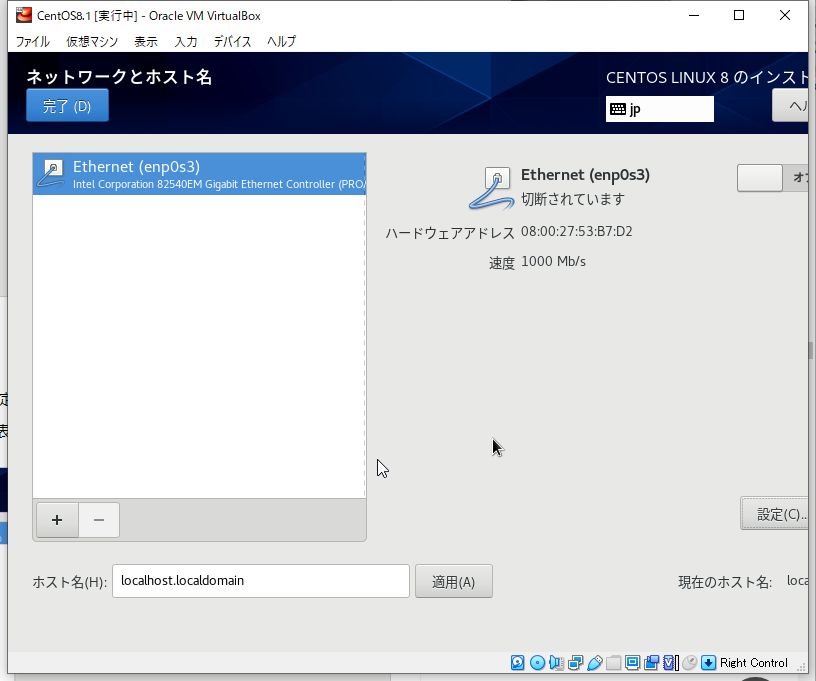 CentOS8.1 [実行中] - Oracle VM VirtualBox
ファイル 仮想マシン 表示 入力 デバイス ヘルプ
ネットワークとホスト名
CENTOS LINUX 8 のインスト
完了 (D)
jp
ヘル
Ethernet (enp0s3)
Intel Corporation 82540EM Gigabit Ethernet Controller (PRO/
Ethernet (enp0s3)
切断されています
オフ
ハードウェアアドレス 08:00:27:53:B7:D2
速度 1000 Mb/s
定
表
+ −
設定(C)...
ホスト名(H): localhost.localdomain 適用(A)
現在のホスト名: loca
Right Control